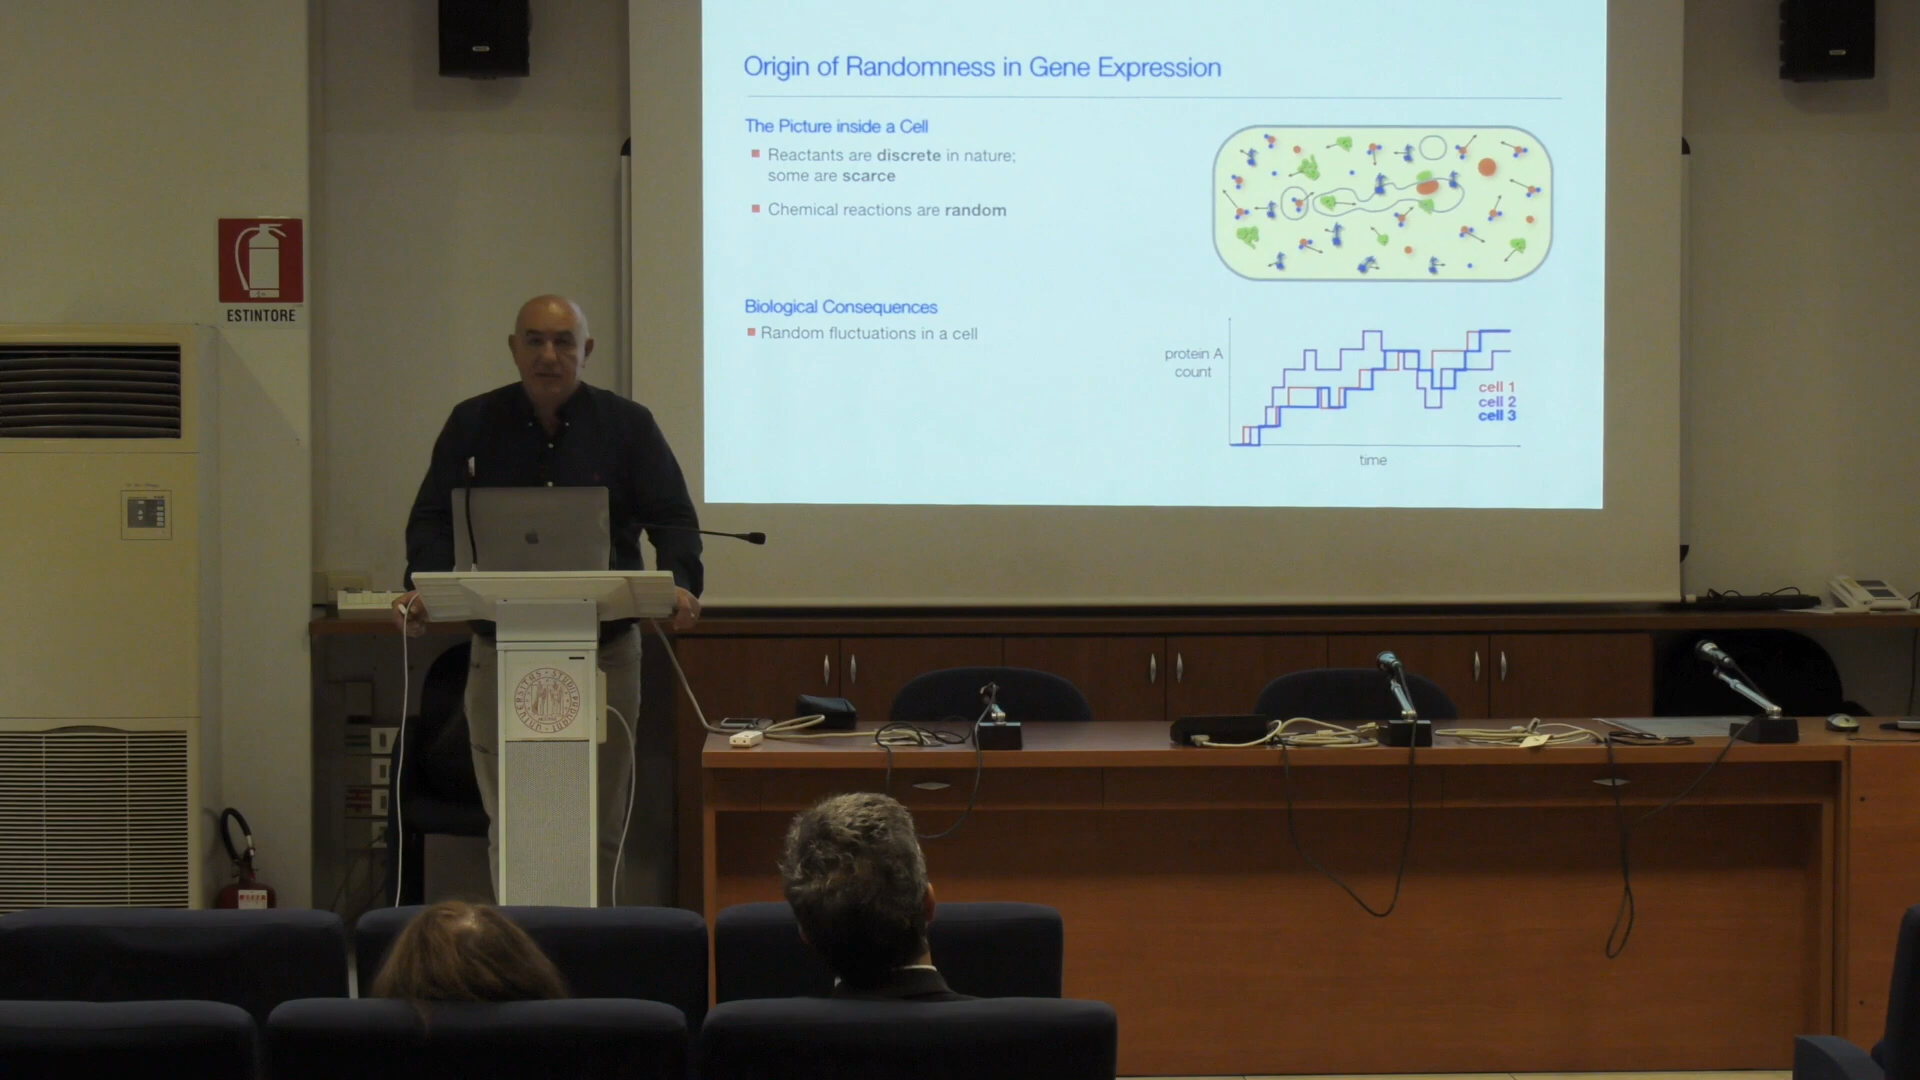 Origin of Randomness in Gene Expression
The Picture inside a Cell
Reactants are discrete in nature;
some are scarce
Chemical reactions are random
Biological Consequences
Random fluctuations in a cell
protein A
count
cell 1
cell 2
cell 3
time
ESTINTORE